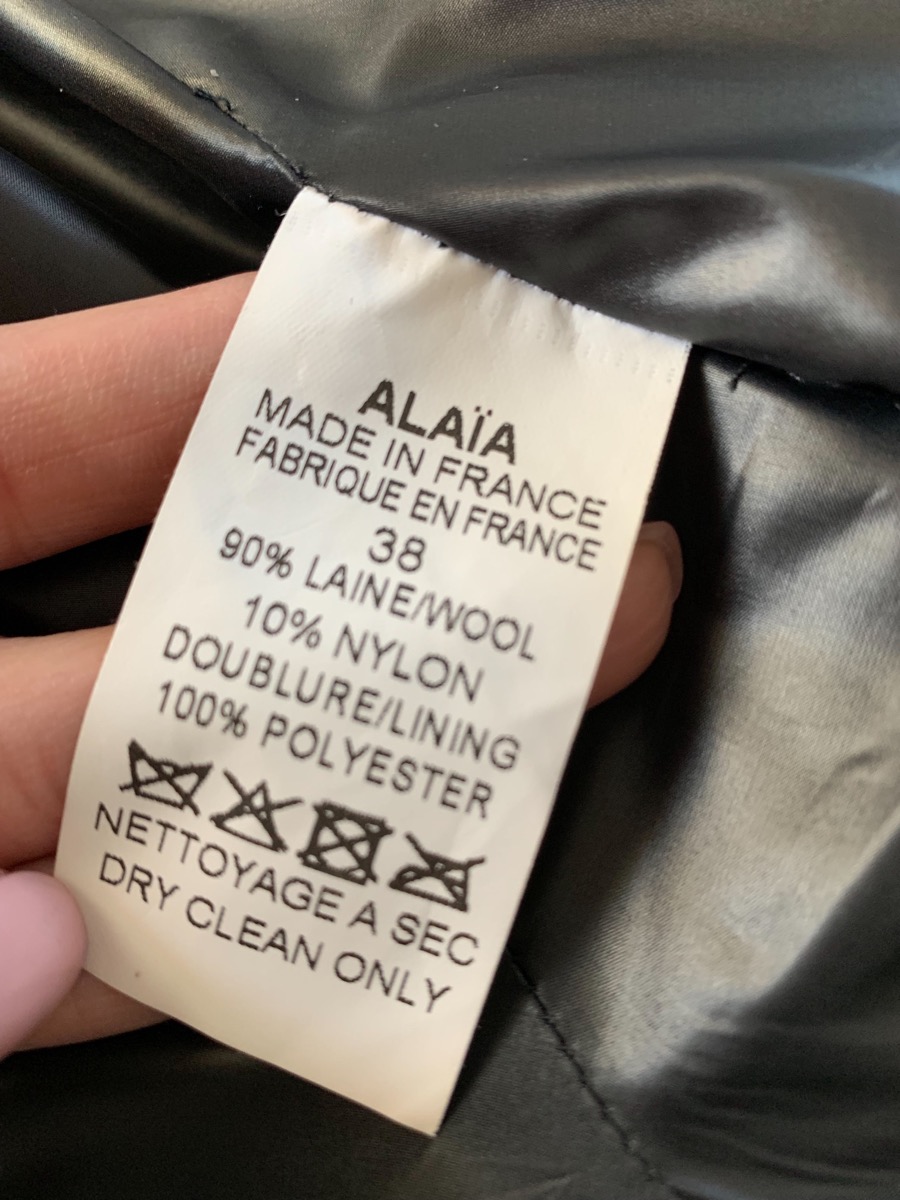 ALAÏA
MADE IN FRANCE
FABRIQUE EN FRANCE
38
90% LAINE/WOOL
10% NYLON
DOUBLURE/LINING
100% POLYESTER
NETTOYAGE A SEC
DRY CLEAN ONLY